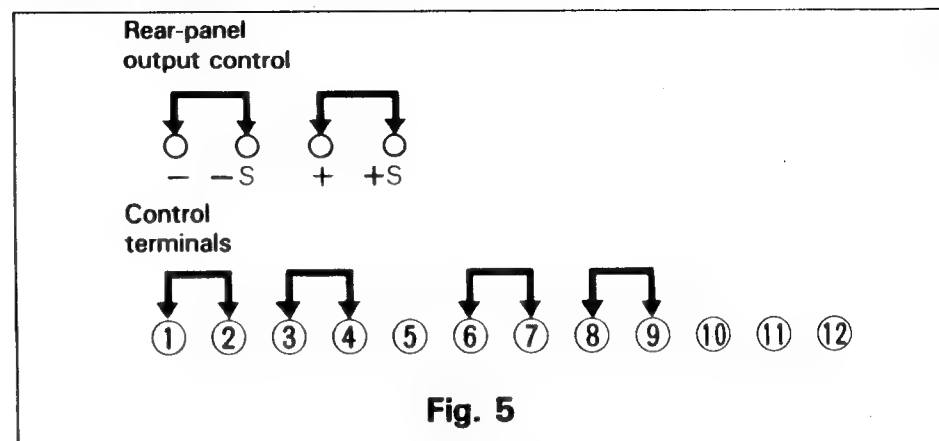 Rear-panel
output control
− −S + +S
Control
terminals
① ② ③ ④ ⑤ ⑥ ⑦ ⑧ ⑨ ⑩ ⑪ ⑫
Fig. 5